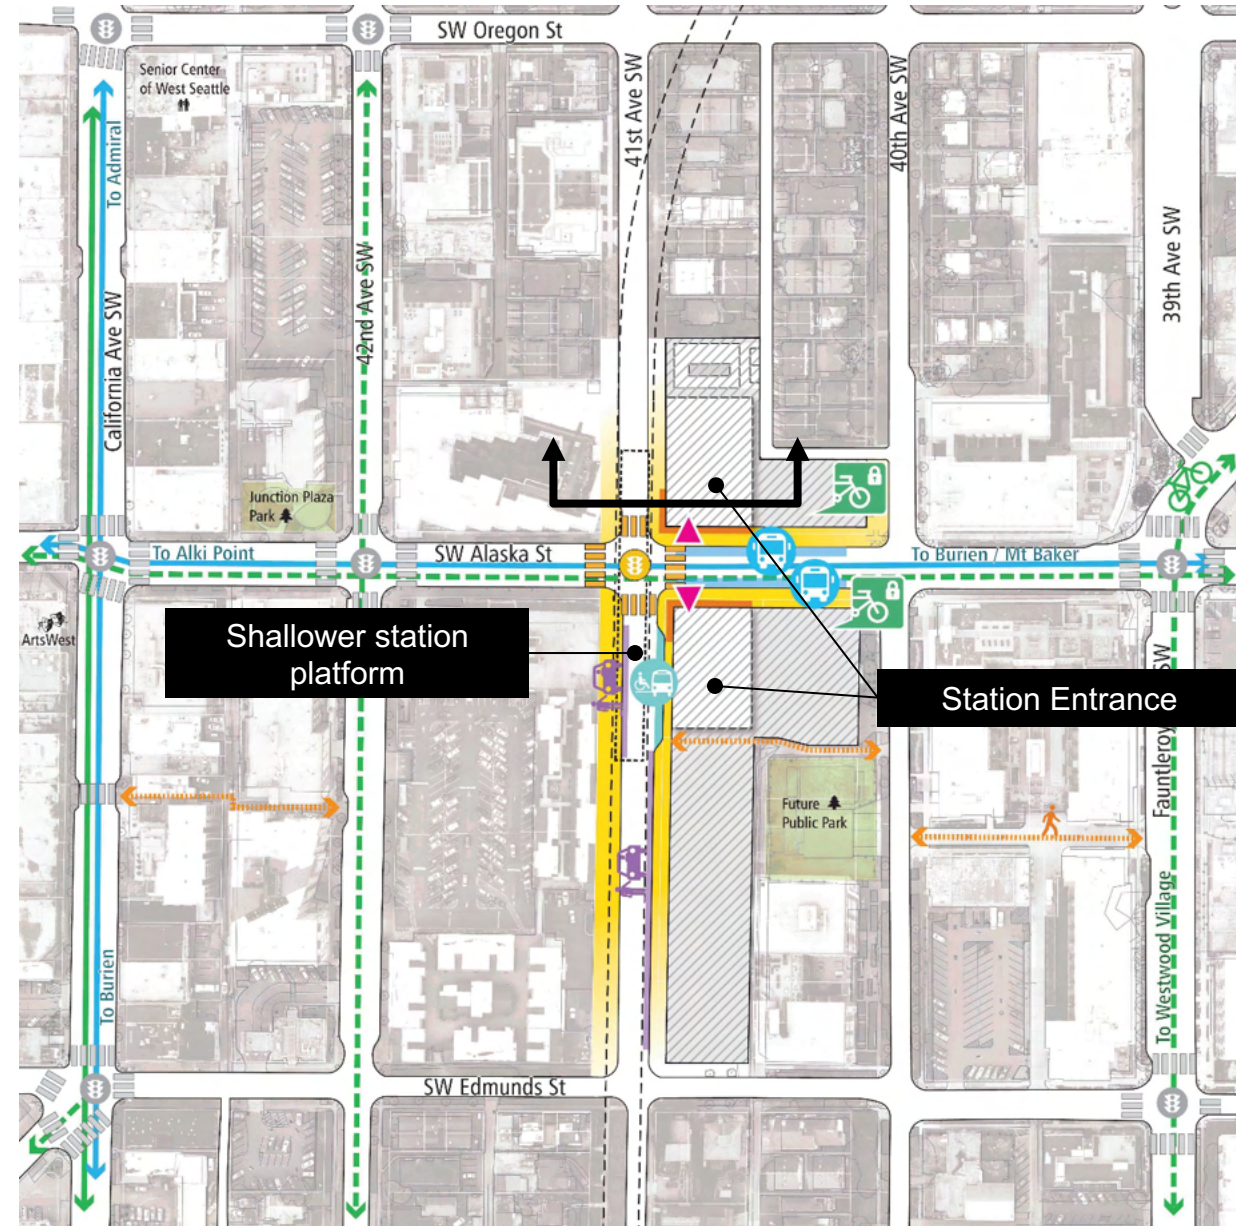 SW Oregon St
Senior Center
of West Seattle
To Admiral
41st Ave SW
40th Ave SW
39th Ave SW
California Ave SW
42nd Ave SW
Junction Plaza
Park
To Alki Point
SW Alaska St
To Burien / Mt Baker
ArtsWest
Shallower station
platform
Station Entrance
SW
Fauntleroy
Future
Public Park
To Westwood Village
To Burien
SW Edmunds St